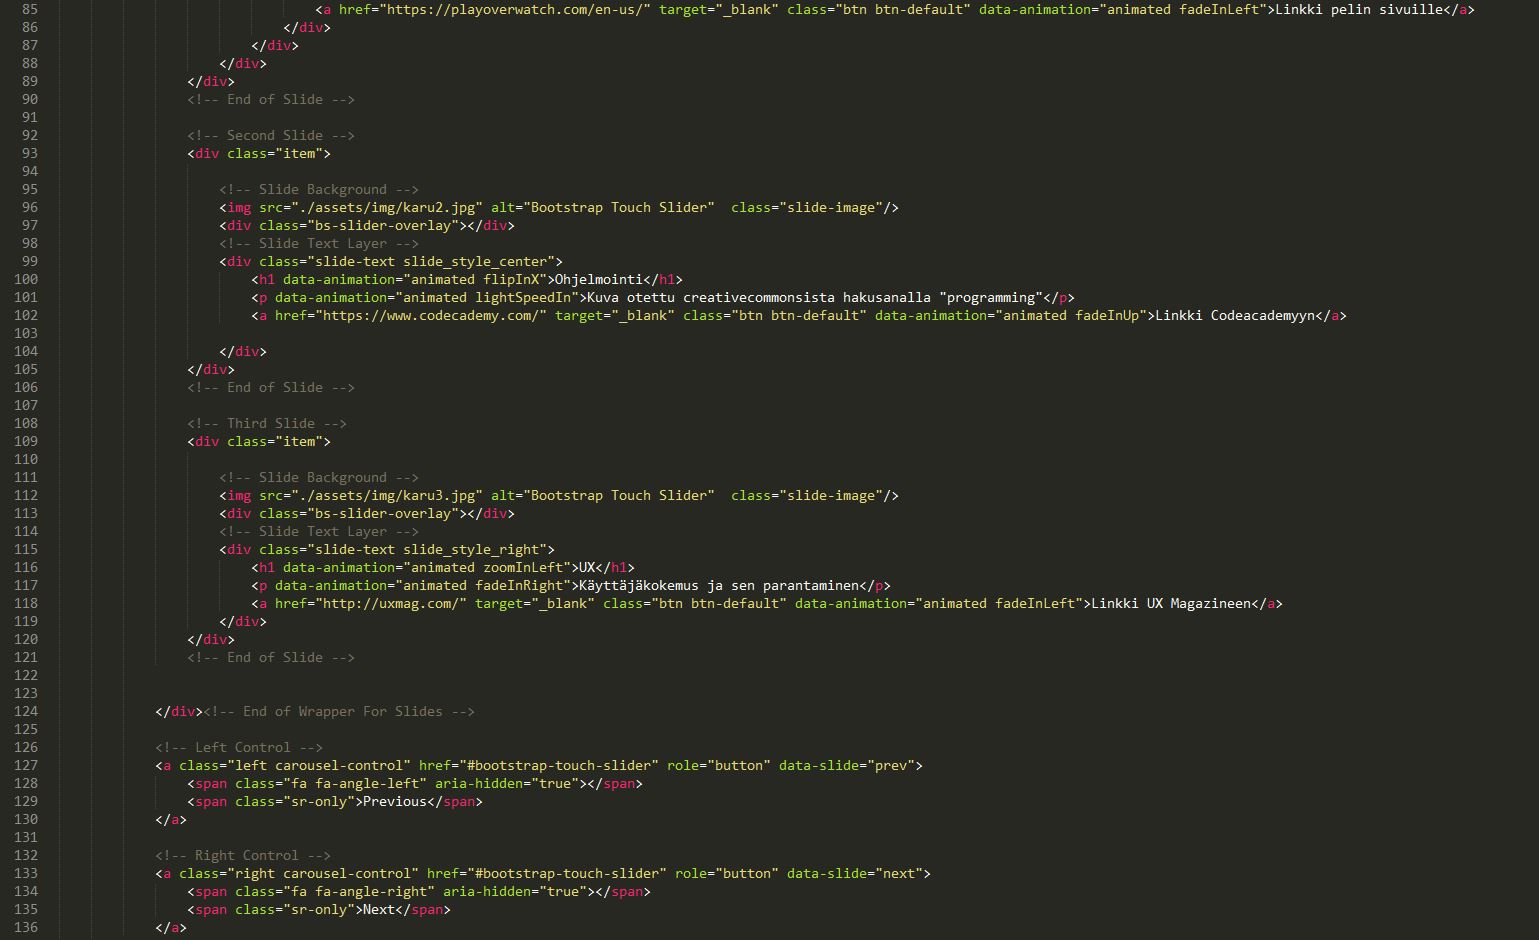 85 <a href="https://playoverwatch.com/en-us/" target="_blank" class="btn btn-default" data-animation="animated fadeInLeft">Linkki pelin sivuille</a>
86 </div>
87 </div>
88 </div>
89 </div>
90 <!-- End of Slide -->
91
92 <!-- Second Slide -->
93 <div class="item">
94
95 <!-- Slide Background -->
96 <img src="./assets/img/karu2.jpg" alt="Bootstrap Touch Slider"  class="slide-image"/>
97 <div class="bs-slider-overlay"></div>
98 <!-- Slide Text Layer -->
99 <div class="slide-text slide_style_center">
100 <h1 data-animation="animated flipInX">Ohjelmointi</h1>
101 <p data-animation="animated lightSpeedIn">Kuva otettu creativecommonsista hakusanalla "programming"</p>
102 <a href="https://www.codecademy.com/" target="_blank" class="btn btn-default" data-animation="animated fadeInUp">Linkki Codeacademyyn</a>
103
104 </div>
105 </div>
106 <!-- End of Slide -->
107
108 <!-- Third Slide -->
109 <div class="item">
110
111 <!-- Slide Background -->
112 <img src="./assets/img/karu3.jpg" alt="Bootstrap Touch Slider"  class="slide-image"/>
113 <div class="bs-slider-overlay"></div>
114 <!-- Slide Text Layer -->
115 <div class="slide-text slide_style_right">
116 <h1 data-animation="animated zoomInLeft">UX</h1>
117 <p data-animation="animated fadeInRight">Käyttäjäkokemus ja sen parantaminen</p>
118 <a href="http://uxmag.com/" target="_blank" class="btn btn-default" data-animation="animated fadeInLeft">Linkki UX Magazineen</a>
119 </div>
120 </div>
121 <!-- End of Slide -->
122
123
124 </div><!-- End of Wrapper For Slides -->
125
126 <!-- Left Control -->
127 <a class="left carousel-control" href="#bootstrap-touch-slider" role="button" data-slide="prev">
128 <span class="fa fa-angle-left" aria-hidden="true"></span>
129 <span class="sr-only">Previous</span>
130 </a>
131
132 <!-- Right Control -->
133 <a class="right carousel-control" href="#bootstrap-touch-slider" role="button" data-slide="next">
134 <span class="fa fa-angle-right" aria-hidden="true"></span>
135 <span class="sr-only">Next</span>
136 </a>